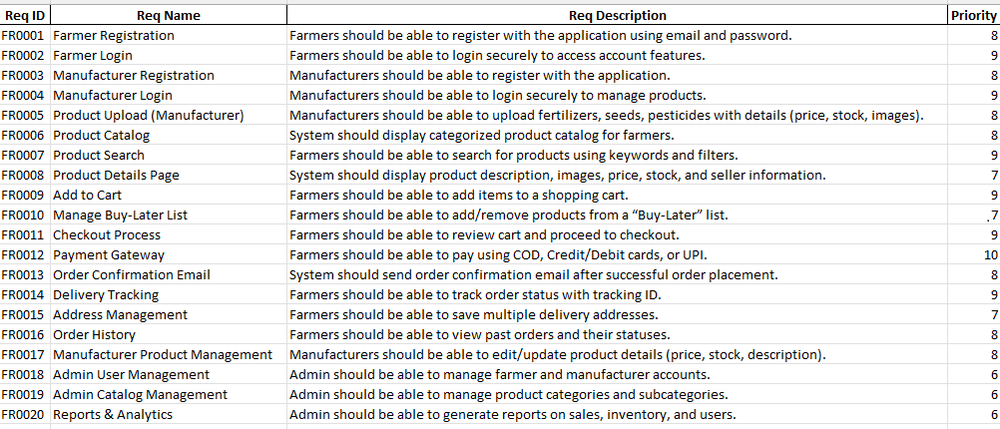 Req ID Req Name Req Description Priority
FR0001 Farmer Registration Farmers should be able to register with the application using email and password. 8
FR0002 Farmer Login Farmers should be able to login securely to access account features. 9
FR0003 Manufacturer Registration Manufacturers should be able to register with the application. 8
FR0004 Manufacturer Login Manufacturers should be able to login securely to manage products. 9
FR0005 Product Upload (Manufacturer) Manufacturers should be able to upload fertilizers, seeds, pesticides with details (price, stock, images). 8
FR0006 Product Catalog System should display categorized product catalog for farmers. 8
FR0007 Product Search Farmers should be able to search for products using keywords and filters. 9
FR0008 Product Details Page System should display product description, images, price, stock, and seller information. 7
FR0009 Add to Cart Farmers should be able to add items to a shopping cart. 9
FR0010 Manage Buy-Later List Farmers should be able to add/remove products from a “Buy-Later” list. .7
FR0011 Checkout Process Farmers should be able to review cart and proceed to checkout. 9
FR0012 Payment Gateway Farmers should be able to pay using COD, Credit/Debit cards, or UPI. 10
FR0013 Order Confirmation Email System should send order confirmation email after successful order placement. 8
FR0014 Delivery Tracking Farmers should be able to track order status with tracking ID. 9
FR0015 Address Management Farmers should be able to save multiple delivery addresses. 7
FR0016 Order History Farmers should be able to view past orders and their statuses. 8
FR0017 Manufacturer Product Management Manufacturers should be able to edit/update product details (price, stock, description). 8
FR0018 Admin User Management Admin should be able to manage farmer and manufacturer accounts. 6
FR0019 Admin Catalog Management Admin should be able to manage product categories and subcategories. 6
FR0020 Reports & Analytics Admin should be able to generate reports on sales, inventory, and users. 6